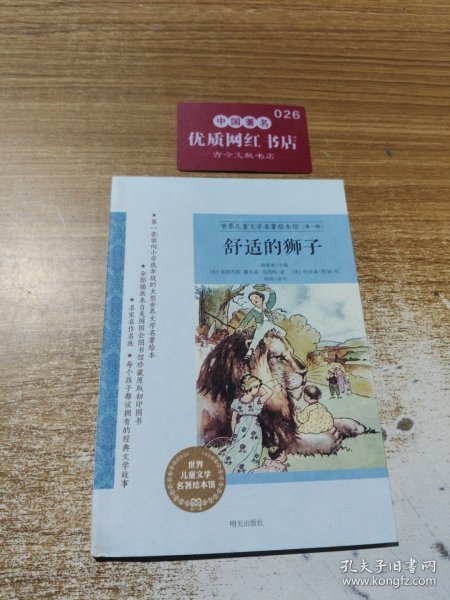 026
中国著名
优质网红书店
古今文献书店
世界儿童文学名著绘本馆（第一辑）
舒适的狮子
★第一套面向小学低年级的大型世界文学名著绘本
★全部插画来自美国国会图书馆珍藏原版初印图书
★名家名作名画
★每个孩子都该拥有的经典文学故事
世界
儿童文学
名著绘本馆
明天出版社
孔夫子旧书网
www.kongfz.com